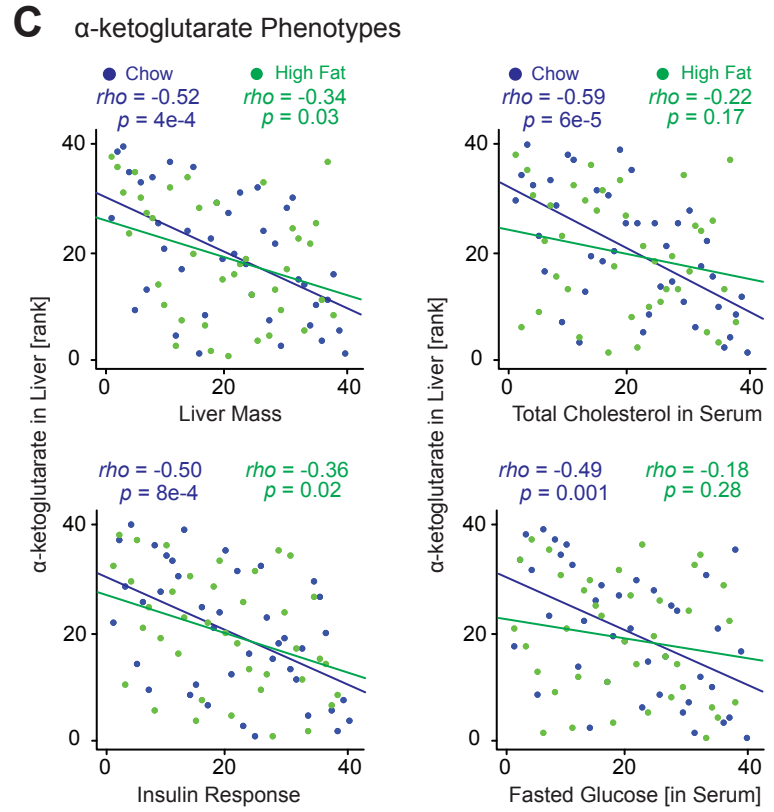 C α-ketoglutarate Phenotypes
Chow High Fat
rho = -0.52 rho = -0.34
p = 4e-4 p = 0.03
40
20
0
0 20 40
Liver Mass
α-ketoglutarate in Liver [rank]
Chow High Fat
rho = -0.59 rho = -0.22
p = 6e-5 p = 0.17
40
20
0
0 20 40
Total Cholesterol in Serum
α-ketoglutarate in Liver [rank]
rho = -0.50 rho = -0.36
p = 8e-4 p = 0.02
40
20
0
0 20 40
Insulin Response
rho = -0.49 rho = -0.18
p = 0.001 p = 0.28
40
20
0
0 20 40
Fasted Glucose [in Serum]